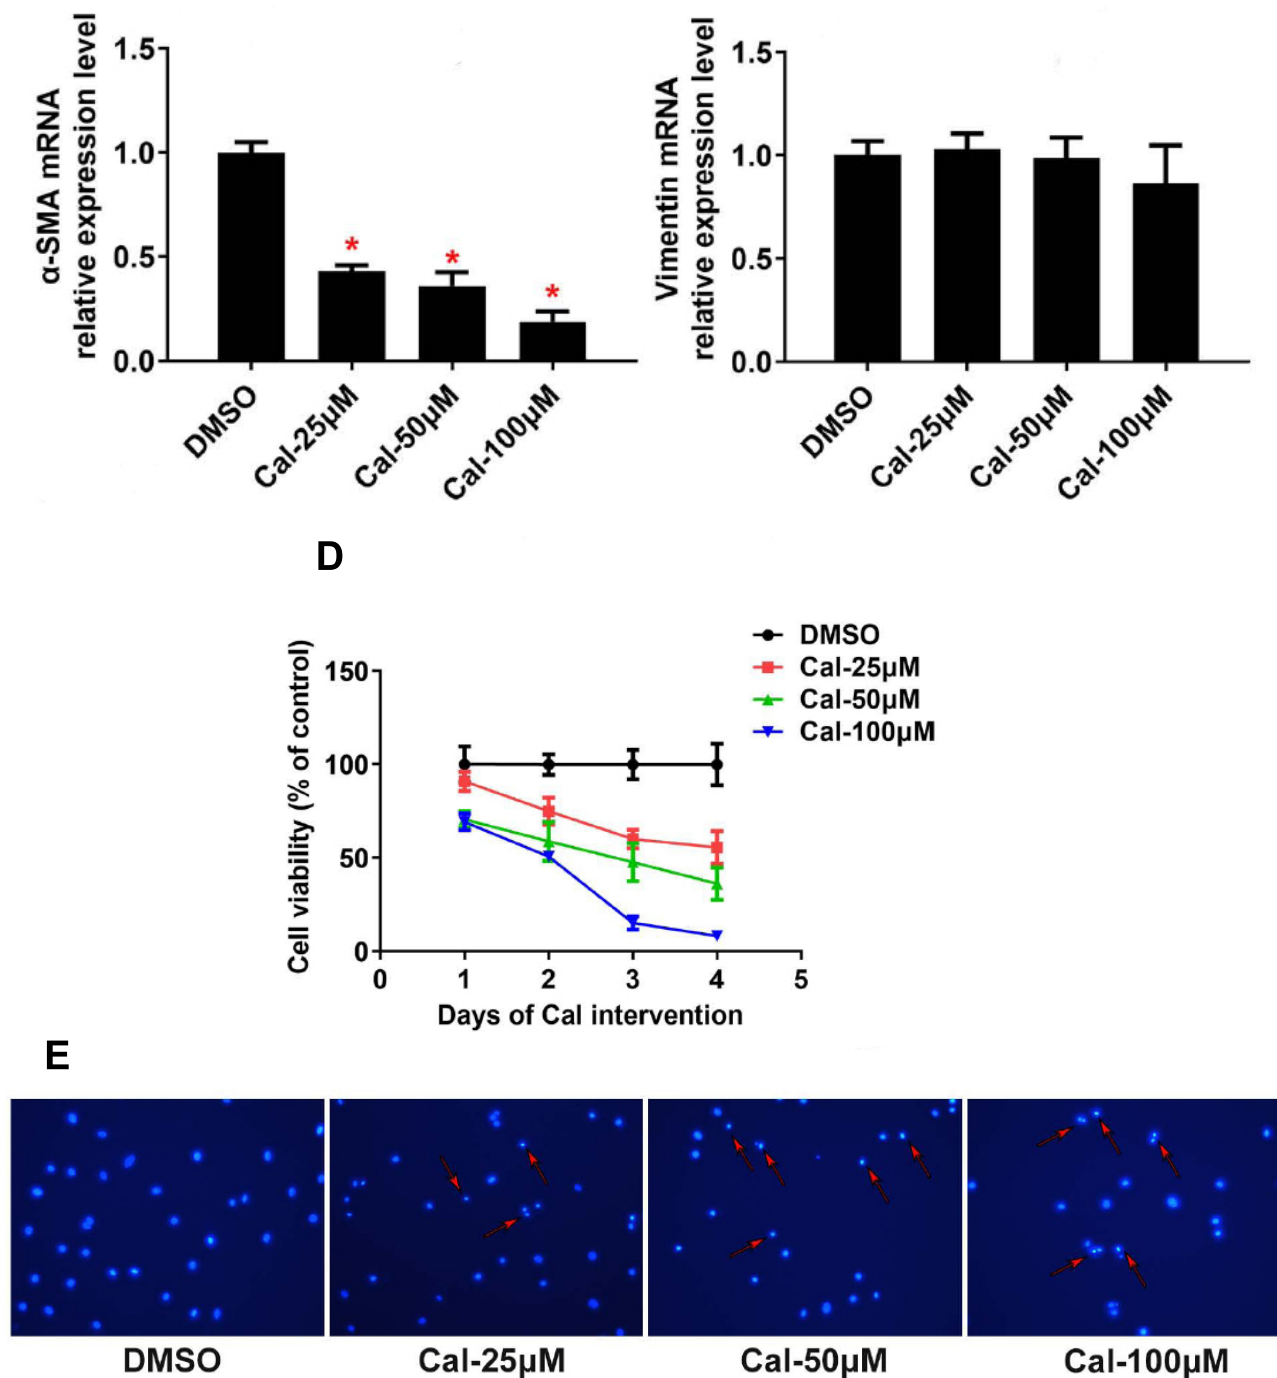 α-SMA mRNA
relative expression level
1.5
1.0
0.5
0.0
*
*
*
DMSO
Cal-25µM
Cal-50µM
Cal-100µM
Vimentin mRNA
relative expression level
1.5
1.0
0.5
0.0
DMSO
Cal-25µM
Cal-50µM
Cal-100µM
D
Cell viability (% of control)
150
100
50
0
0 1 2 3 4 5
Days of Cal intervention
DMSO
Cal-25µM
Cal-50µM
Cal-100µM
E
DMSO
Cal-25µM
Cal-50µM
Cal-100µM